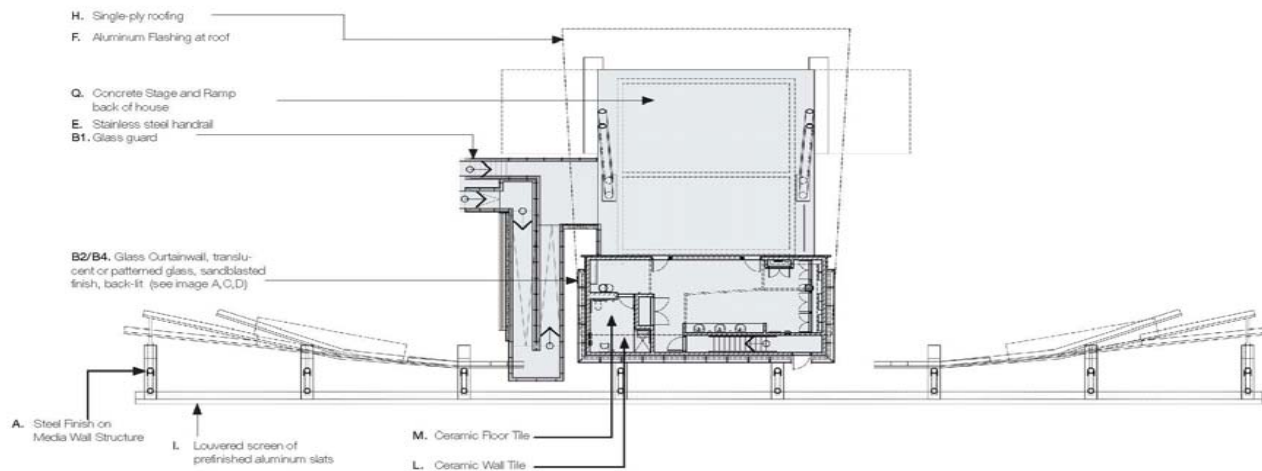 H. Single-ply roofing
F. Aluminum Flashing at roof
Q. Concrete Stage and Ramp
back of house
E. Stainless steel handrail
B1. Glass guard
B2/B4. Glass Curtainwall, translu-
cent or patterned glass, sandblasted
finish, back-lit (see image A,C,D)
A. Steel Finish on
Media Wall Structure
I. Louvered screen of
prefinished aluminum slats
M. Ceramic Floor Tile
L. Ceramic Wall Tile